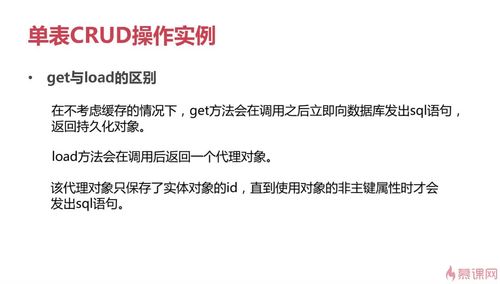 单表CRUD操作实例
• get与load的区别
在不考虑缓存的情况下，get方法会在调用之后立即向数据库发出sql语句，
返回持久化对象。
load方法会在调用后返回一个代理对象。
该代理对象只保存了实体对象的id，直到使用对象的非主键属性时才会
发出sql语句。
慕课网